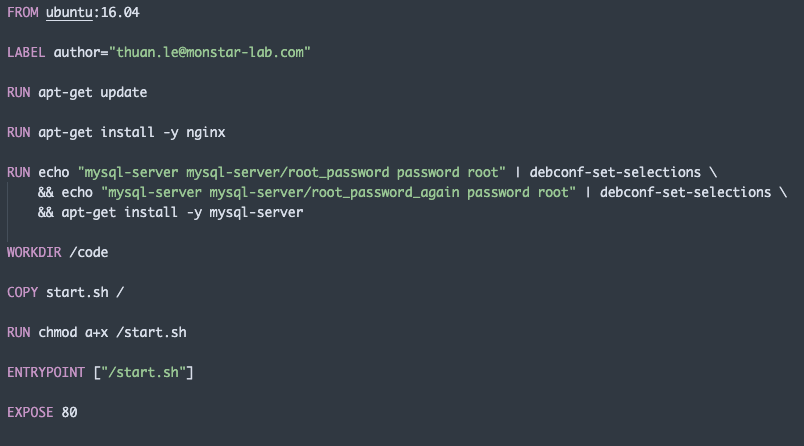 FROM ubuntu:16.04
LABEL author="thuan.le@monstar-lab.com"
RUN apt-get update
RUN apt-get install -y nginx
RUN echo "mysql-server mysql-server/root_password password root" | debconf-set-selections \
    && echo "mysql-server mysql-server/root_password_again password root" | debconf-set-selections \
    && apt-get install -y mysql-server
WORKDIR /code
COPY start.sh /
RUN chmod a+x /start.sh
ENTRYPOINT ["/start.sh"]
EXPOSE 80